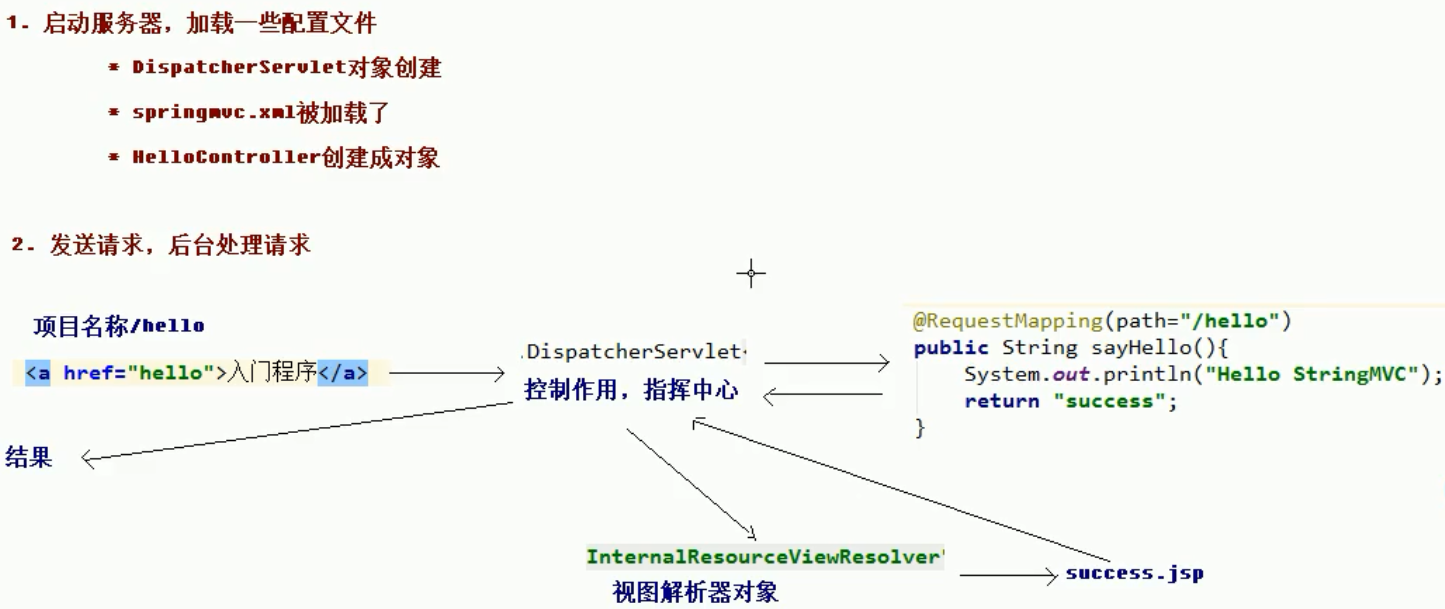 1. 启动服务器，加载一些配置文件
* DispatcherServlet对象创建
* springmvc.xml被加载了
* HelloController创建成对象
2. 发送请求，后台处理请求
项目名称/hello
<a href="hello">入门程序</a>
.DispatcherServlet
控制作用，指挥中心
@RequestMapping(path="/hello")
public String sayHello(){
System.out.println("Hello StringMVC");
return "success";
}
结果
InternalResourceViewResolver"
视图解析器对象
success.jsp